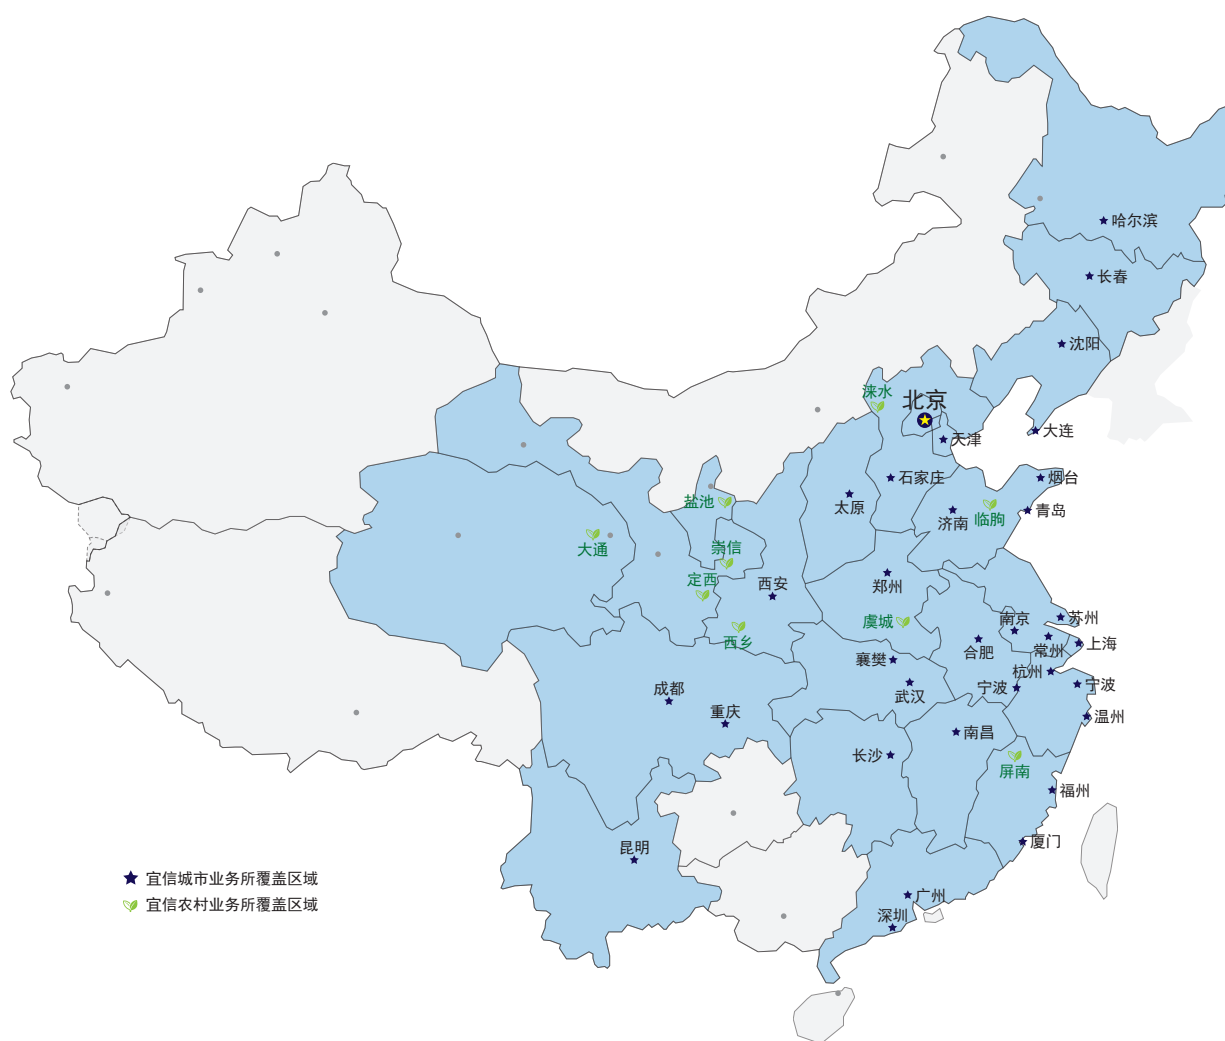 哈尔滨
长春
沈阳
涞水
北京
大连
天津
石家庄
烟台
盐池
太原
济南
临朐
青岛
大通
崇信
定西
西安
郑州
虞城
南京
苏州
西乡
襄樊
合肥
常州
上海
杭州
成都
武汉
宁波
宁波
重庆
温州
南昌
长沙
屏南
福州
昆明
厦门
宜信城市业务所覆盖区域
广州
宜信农村业务所覆盖区域
深圳